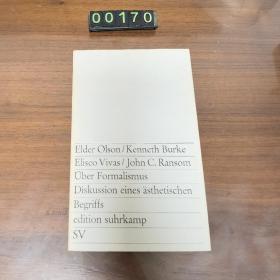 00170
Elder Olson/Kenneth Burke
Eliseo Vivas/John C. Ransom
Über Formalismus
Diskussion eines ästhetischen
Begriffs
edition suhrkamp
SV